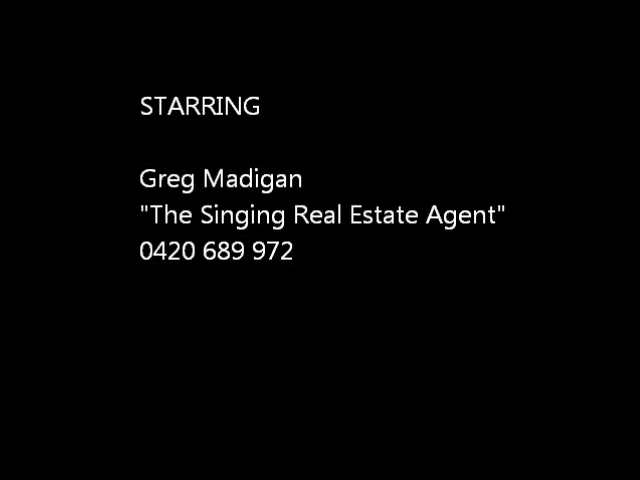 STARRING
Greg Madigan
"The Singing Real Estate Agent"
0420 689 972